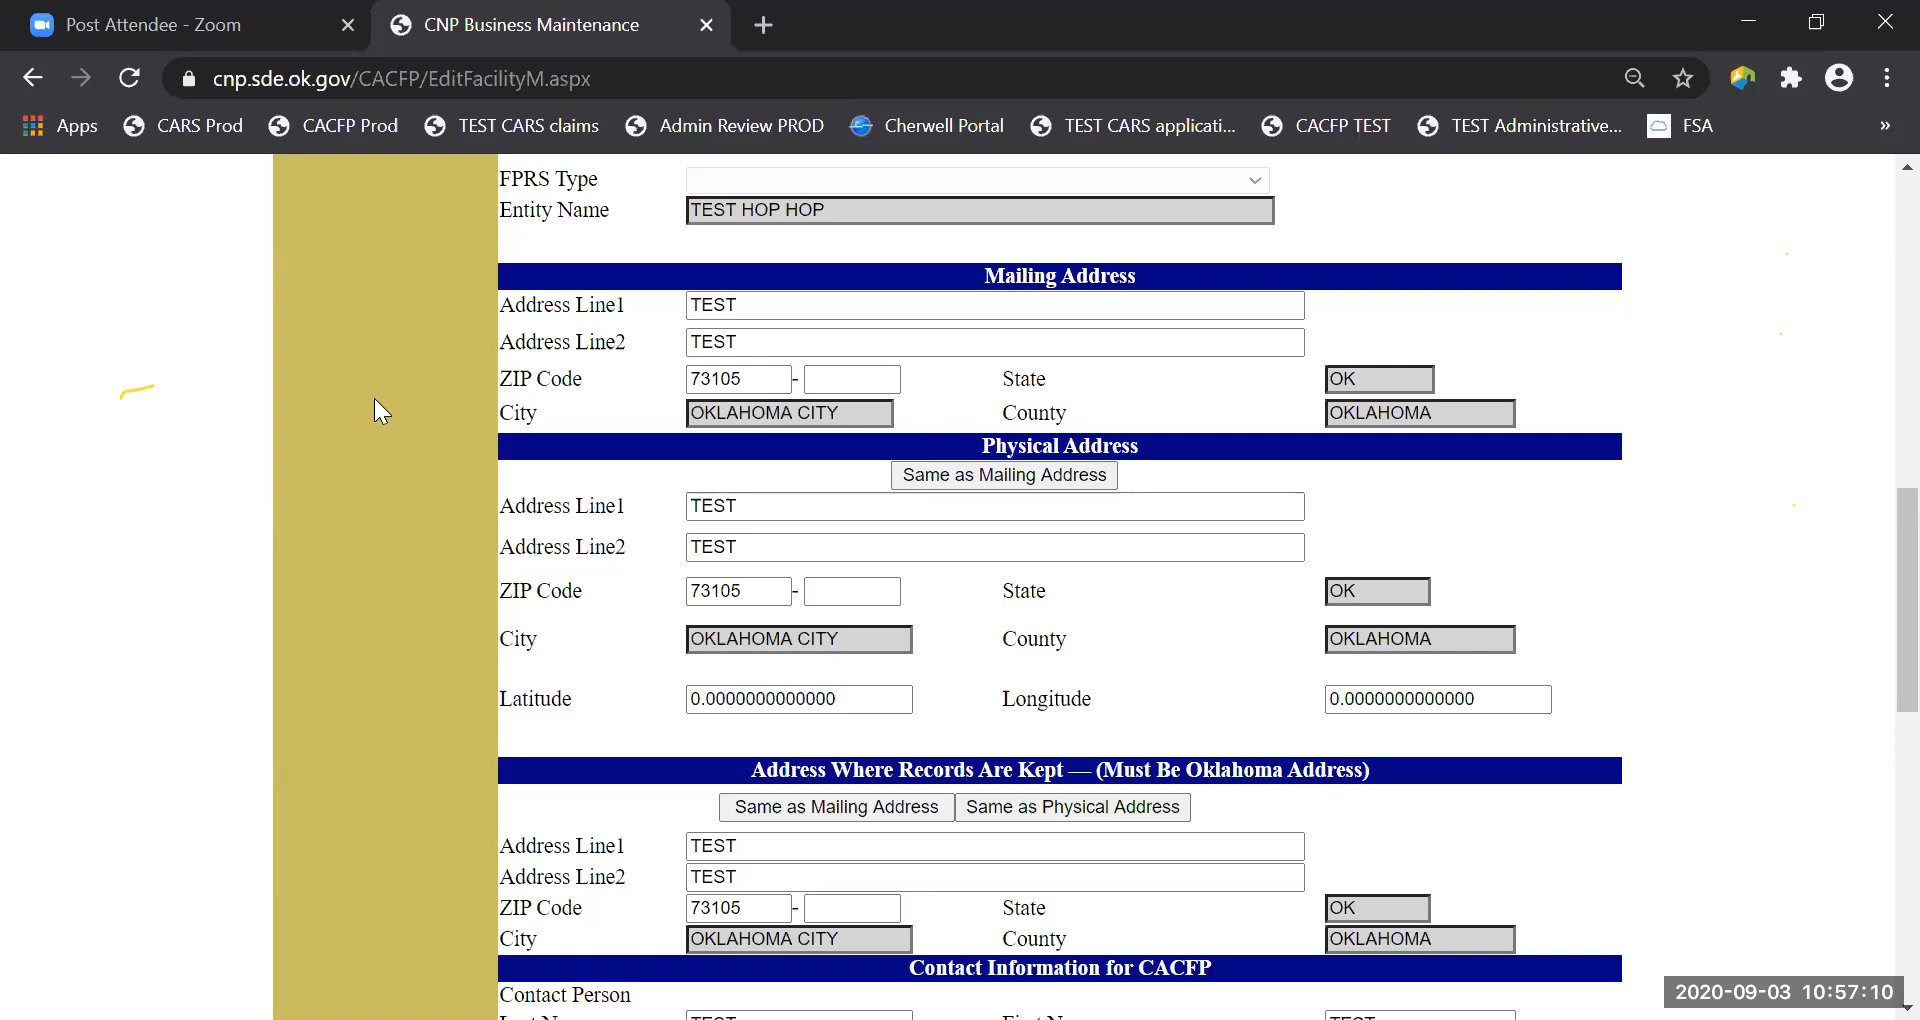 Post Attendee - Zoom
CNP Business Maintenance
cnp.sde.ok.gov/CACFP/EditFacilityM.aspx
Apps CARS Prod CACFP Prod TEST CARS claims Admin Review PROD Cherwell Portal TEST CARS applicati... CACFP TEST TEST Administrative... FSA »
FPRS Type
Entity Name TEST HOP HOP
Mailing Address
Address Line1 TEST
Address Line2 TEST
ZIP Code 73105 - State OK
City OKLAHOMA CITY County OKLAHOMA
Physical Address
Same as Mailing Address
Address Line1 TEST
Address Line2 TEST
ZIP Code 73105 - State OK
City OKLAHOMA CITY County OKLAHOMA
Latitude 0.0000000000000 Longitude 0.0000000000000
Address Where Records Are Kept — (Must Be Oklahoma Address)
Same as Mailing Address Same as Physical Address
Address Line1 TEST
Address Line2 TEST
ZIP Code 73105 - State OK
City OKLAHOMA CITY County OKLAHOMA
Contact Information for CACFP
Contact Person
2020-09-03 10:57:10